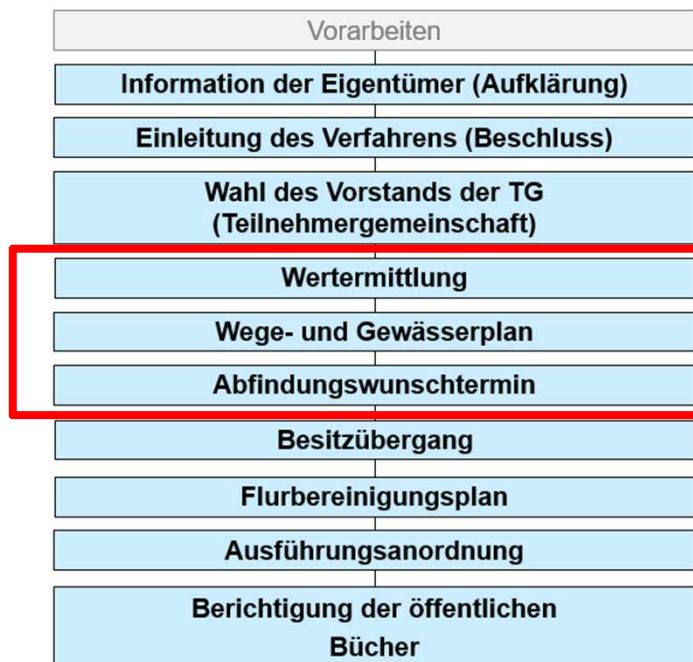 Vorarbeiten
Information der Eigentümer (Aufklärung)
Einleitung des Verfahrens (Beschluss)
Wahl des Vorstands der TG
(Teilnehmergemeinschaft)
Wertermittlung
Wege- und Gewässerplan
Abfindungswunschtermin
Besitzübergang
Flurbereinigungsplan
Ausführungsanordnung
Berichtigung der öffentlichen
Bücher